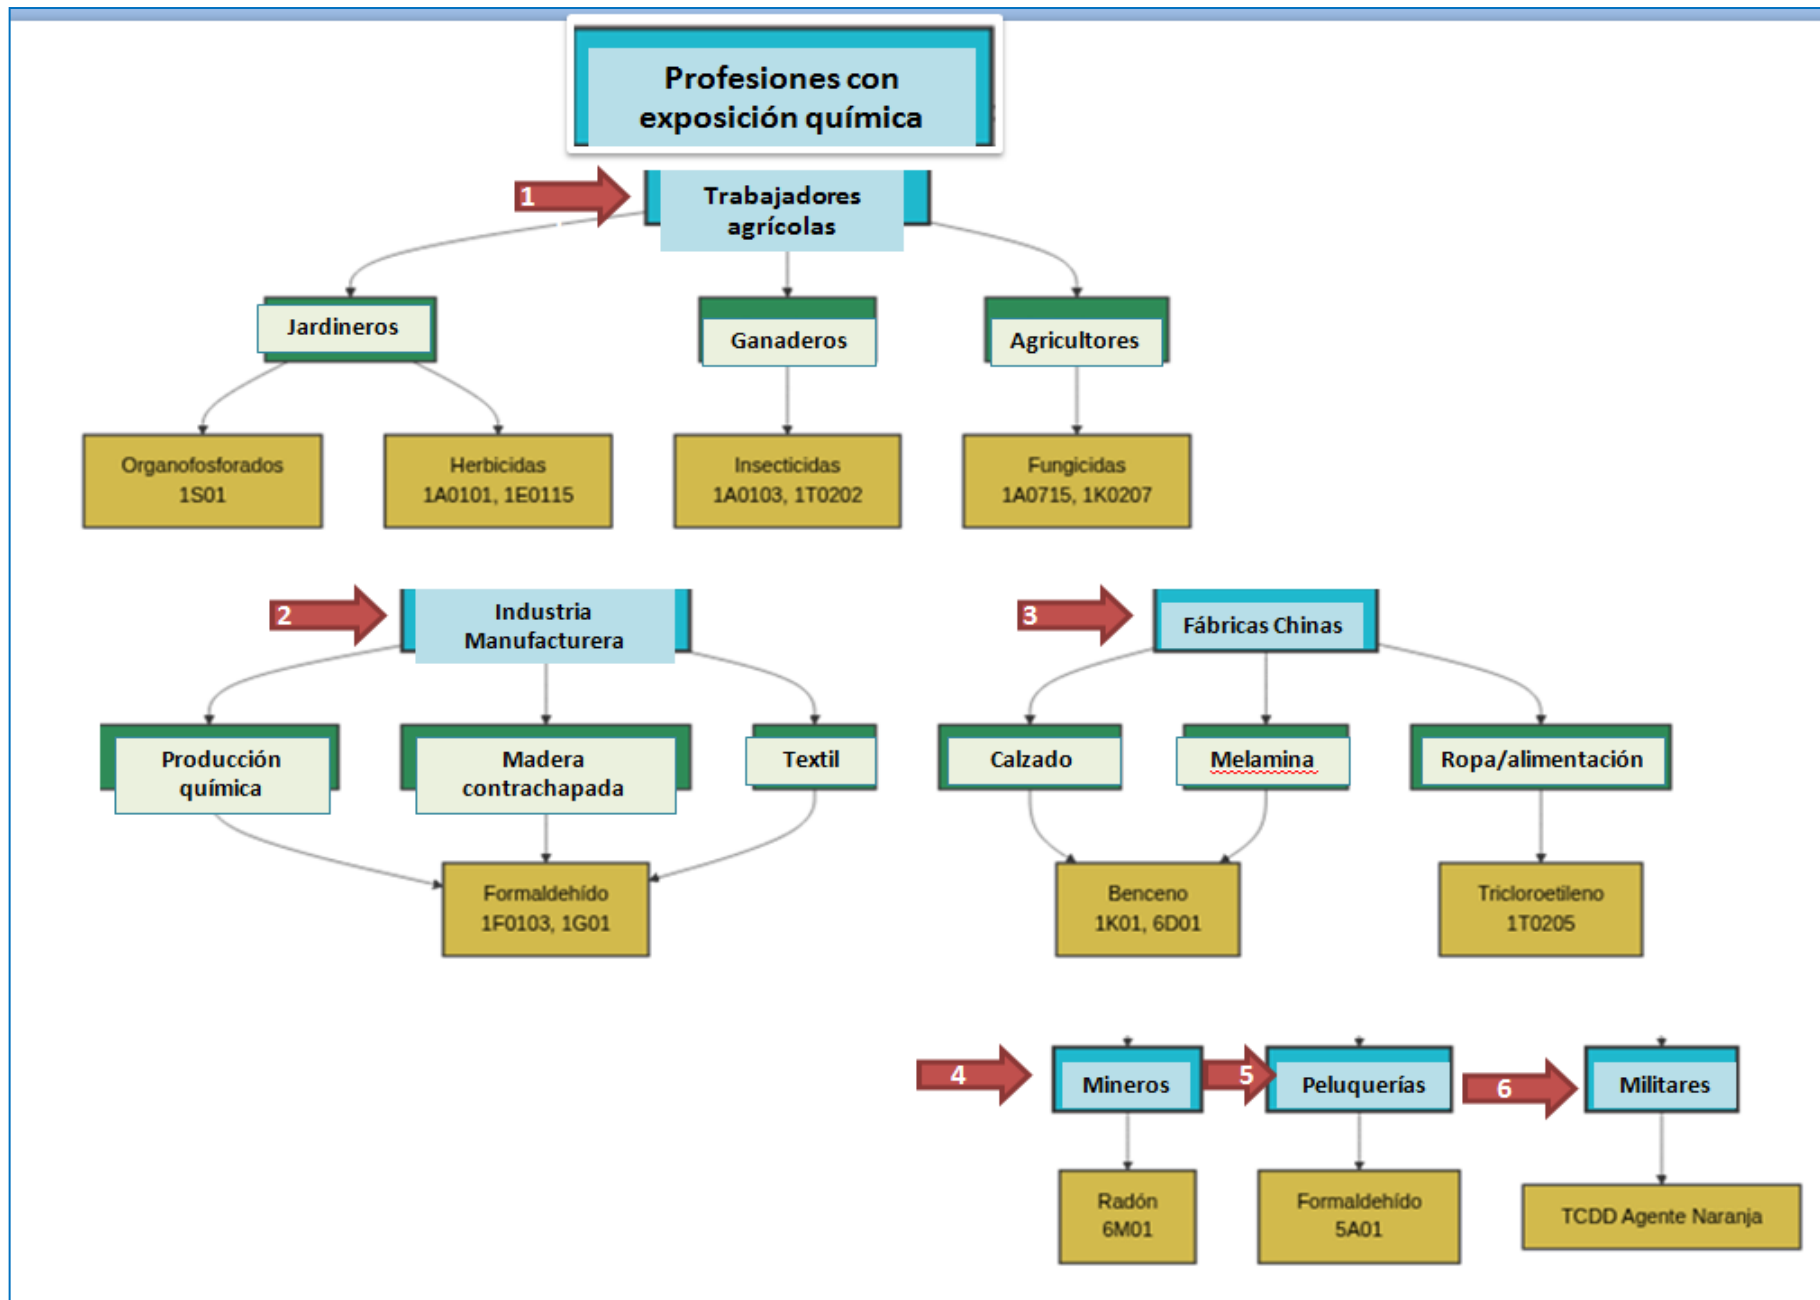 Profesiones con
exposición química
1
Trabajadores
agrícolas
Jardineros
Ganaderos
Agricultores
Organofosforados
1S01
Herbicidas
1A0101, 1E0115
Insecticidas
1A0103, 1T0202
Fungicidas
1A0715, 1K0207
2
Industria
Manufacturera
3
Fábricas Chinas
Producción
química
Madera
contrachapada
Textil
Calzado
Melamina
Ropa/alimentación
Formaldehído
1F0103, 1G01
Benceno
1K01, 6D01
Tricloroetileno
1T0205
4
Mineros
5
Peluquerías
6
Militares
Radón
6M01
Formaldehído
5A01
TCDD Agente Naranja